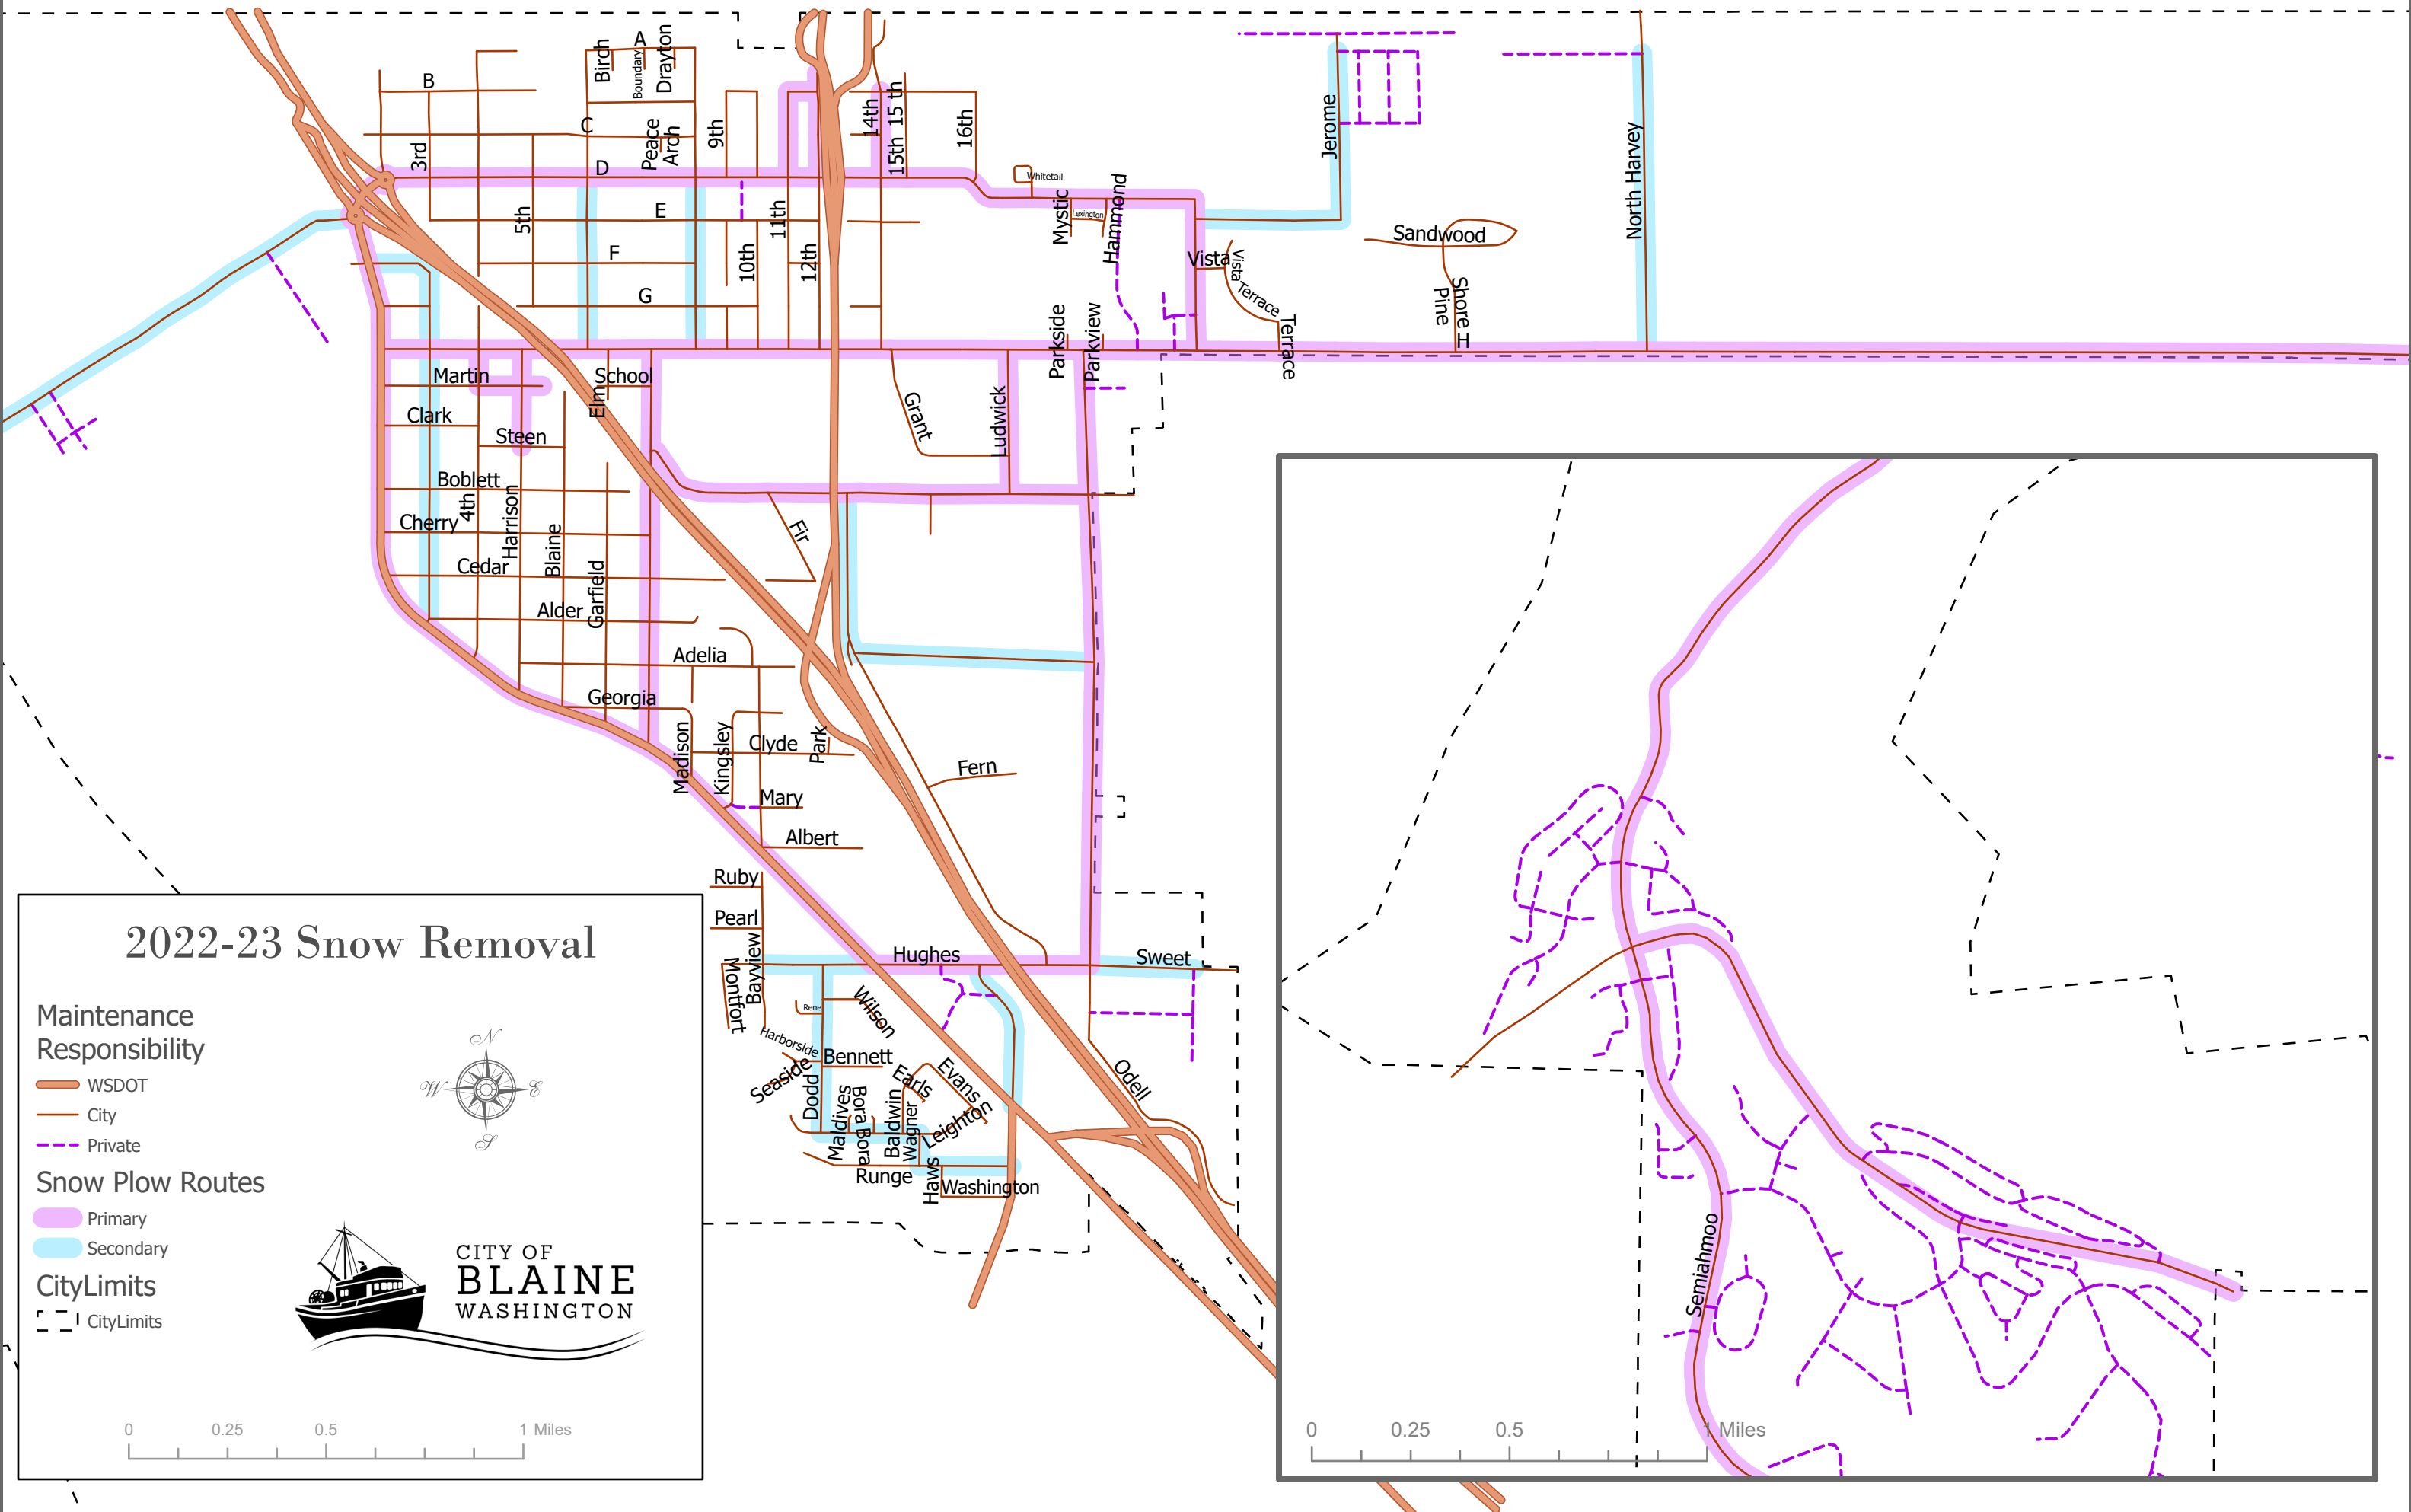 A
Birch
Boundary
Drayton
B
C
3rd
Peace
Arch
9th
14th
15 th
15th
16th
D
E
5th
F
G
10th
11th
12th
Whitetail
Mystic
Lexington
Hammond
Jerome
North Harvey
Sandwood
Vista
Vista
Terrace
Terrace
Shore H
Pine
Parkside
Parkview
Martin
School
Elm
Clark
Steen
Grant
Ludwick
Boblett
4th
Harrison
Cherry
Blaine
Fir
Cedar
Garfield
Alder
Adelia
Georgia
Madison
Kingsley
Clyde
Park
Fern
Mary
Albert
Ruby
Pearl
Bayview
Montfort
Hughes
Sweet
Rene
Wilson
Harborside
Bennett
Seaside
Dodd
Maldives
Bora Bora
Baldwin
Wagner
Earls
Evans
Leighton
Odell
Runge
Haws
Washington
2022-23 Snow Removal
Maintenance
Responsibility
WSDOT
City
Private
Snow Plow Routes
Primary
Secondary
CityLimits
CityLimits
N
W
E
S
CITY OF
BLAINE
WASHINGTON
0 0.25 0.5 1 Miles
Semiahmoo
0 0.25 0.5 1 Miles